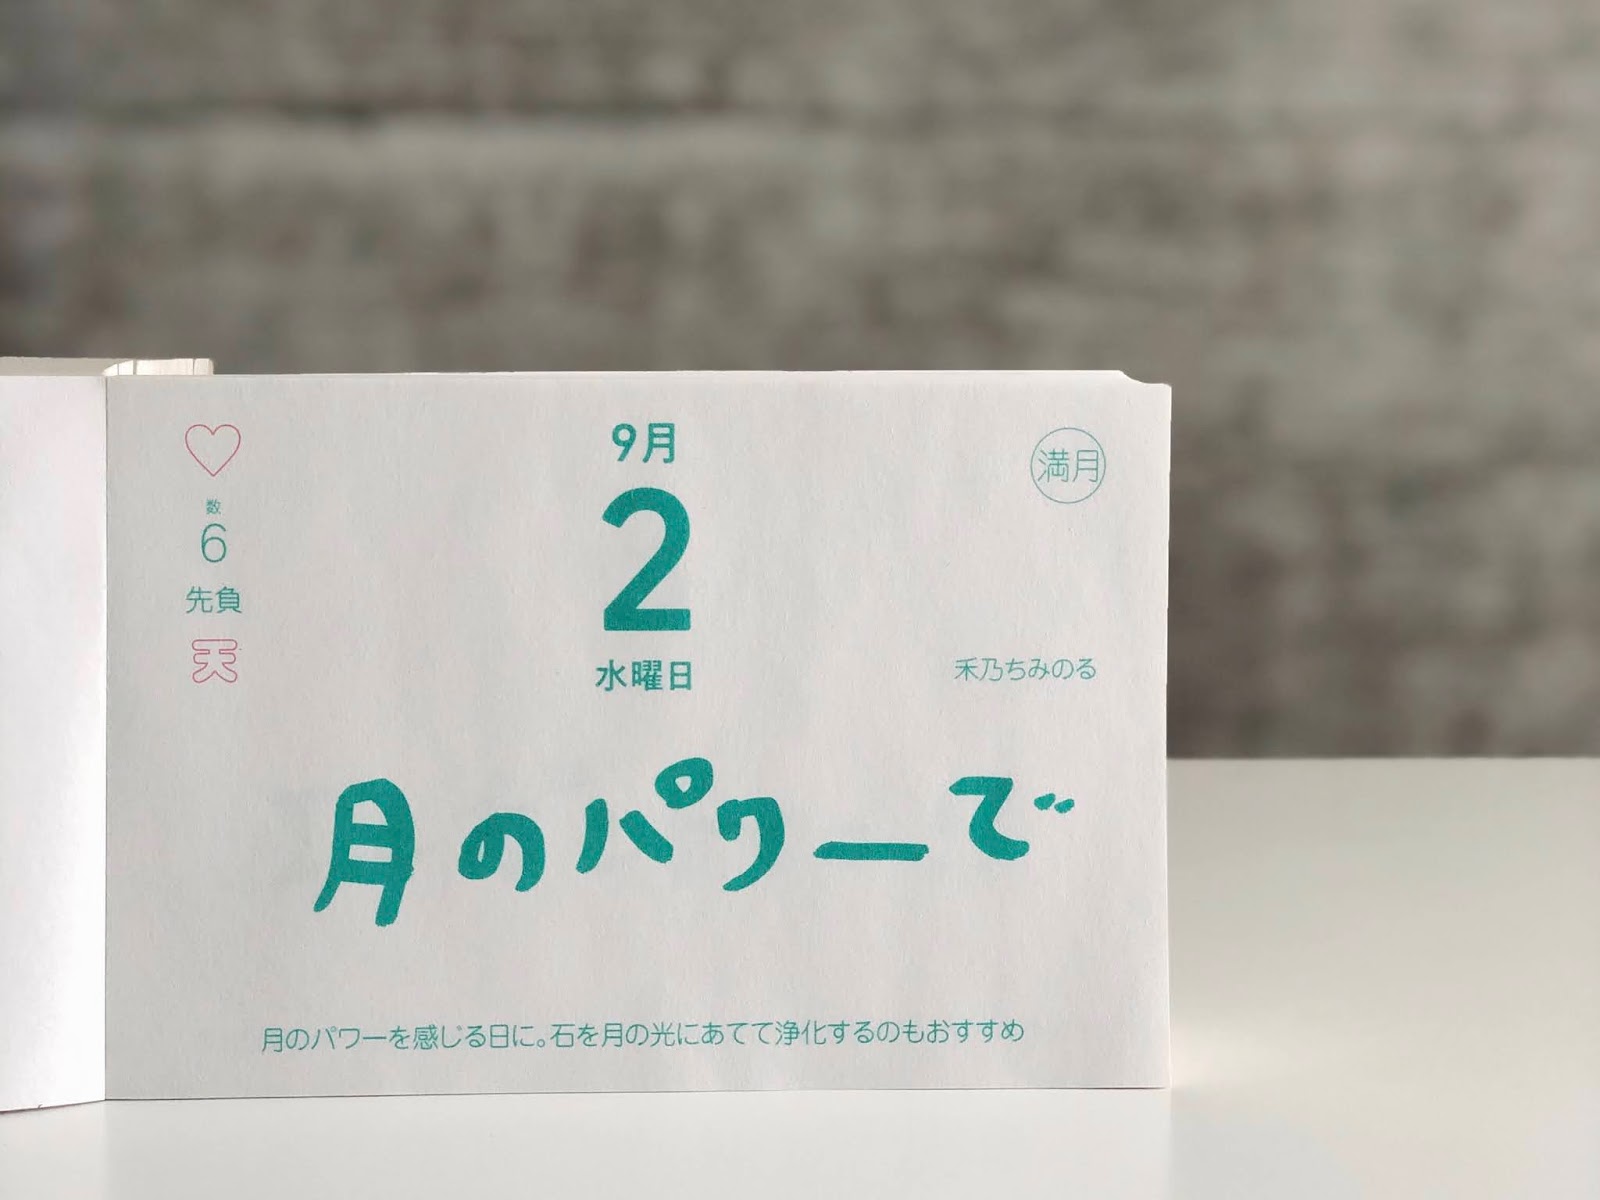 9月
2
水曜日
満月
数
6
先負
天
禾乃ちみのる
月のパワーで
月のパワーを感じる日に。石を月の光にあてて浄化するのもおすすめ